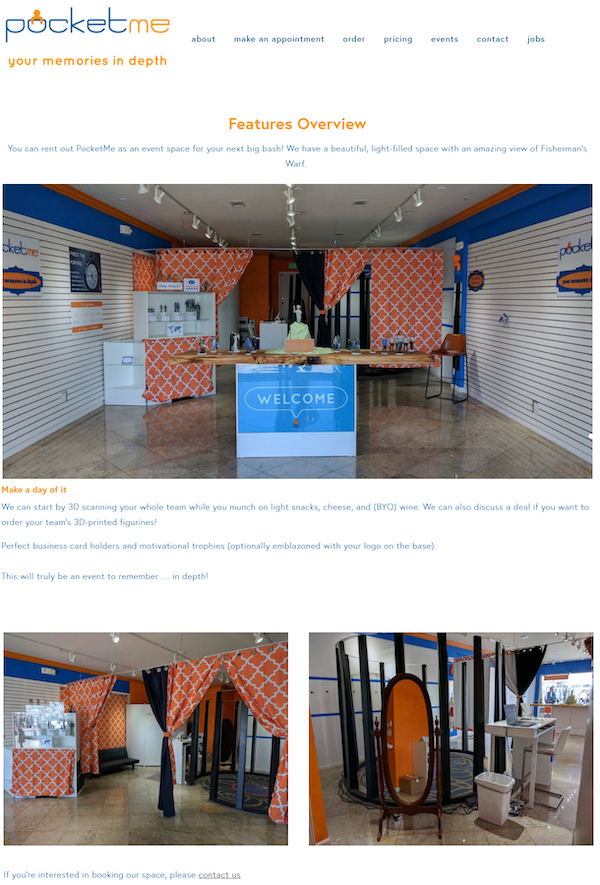 pocketme
your memories in depth
about make an appointment order pricing events contact jobs
Features Overview
You can rent out PocketMe as an event space for your next big bash! We have a beautiful, light-filled space with an amazing view of Fisherman's
Warf.
pocketme
your memories in depth
WELCOME
Make a day of it
We can start by 3D scanning your whole team while you munch on light snacks, cheese, and (BYO) wine. We can also discuss a deal if you want to
order your team's 3D-printed figurines!
Perfect business card holders and motivational trophies (optionally emblazoned with your logo on the base).
This will truly be an event to remember .... in depth!
If you're interested in booking our space, please contact us